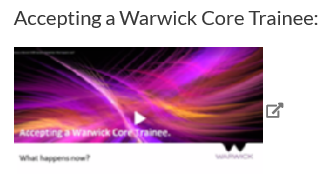 Accepting a Warwick Core Trainee:
Accepting a Warwick Core Trainee.
What happens now?
WARWICK